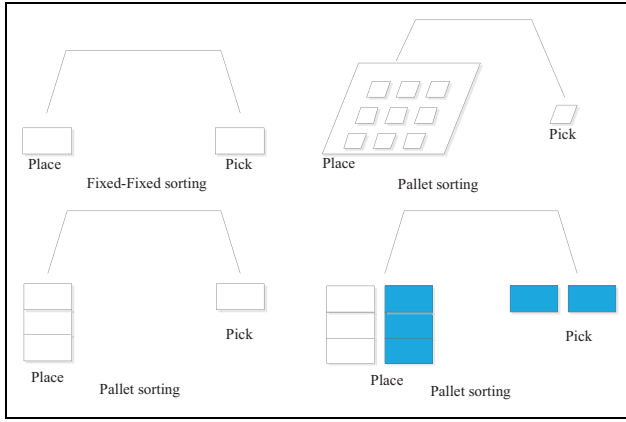 Place
Pick
Fixed-Fixed sorting
Place
Pick
Pallet sorting
Place
Pick
Pallet sorting
Place
Pick
Pallet sorting